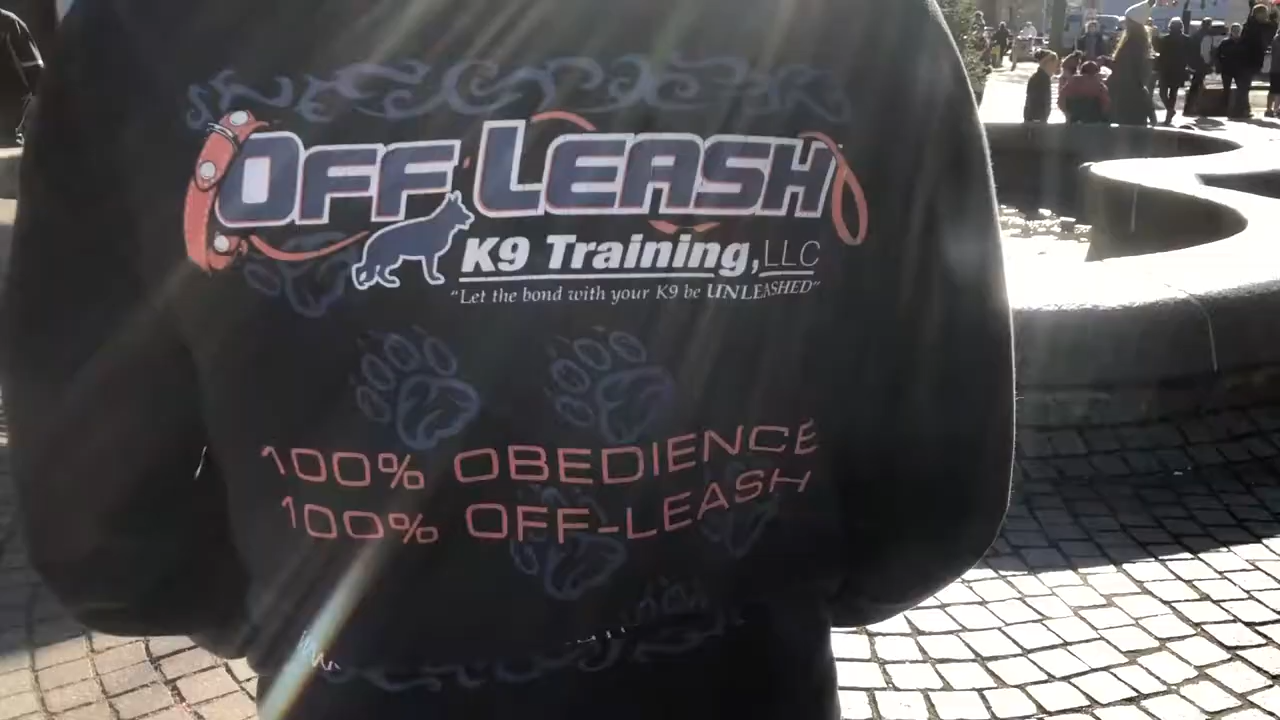 OFF LEASH
K9 Training, LLC
"Let the bond with your K9 be UNLEASHED"
100% OBEDIENCE
100% OFF-LEASH